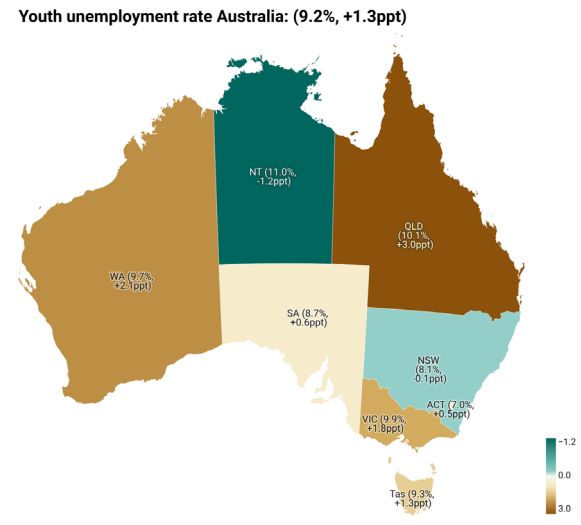 Youth unemployment rate Australia: (9.2%, +1.3ppt)
NT (11.0%,
-1.2ppt)
QLD
(10.1%,
+3.0ppt)
WA (9.7%,
+2.1ppt)
SA (8.7%,
+0.6ppt)
NSW
(8.1%,
-0.1ppt)
ACT (7.0%,
+0.5ppt)
VIC (9.9%,
+1.8ppt)
Tas (9.3%,
+1.3ppt)
−1.2
0.0
3.0